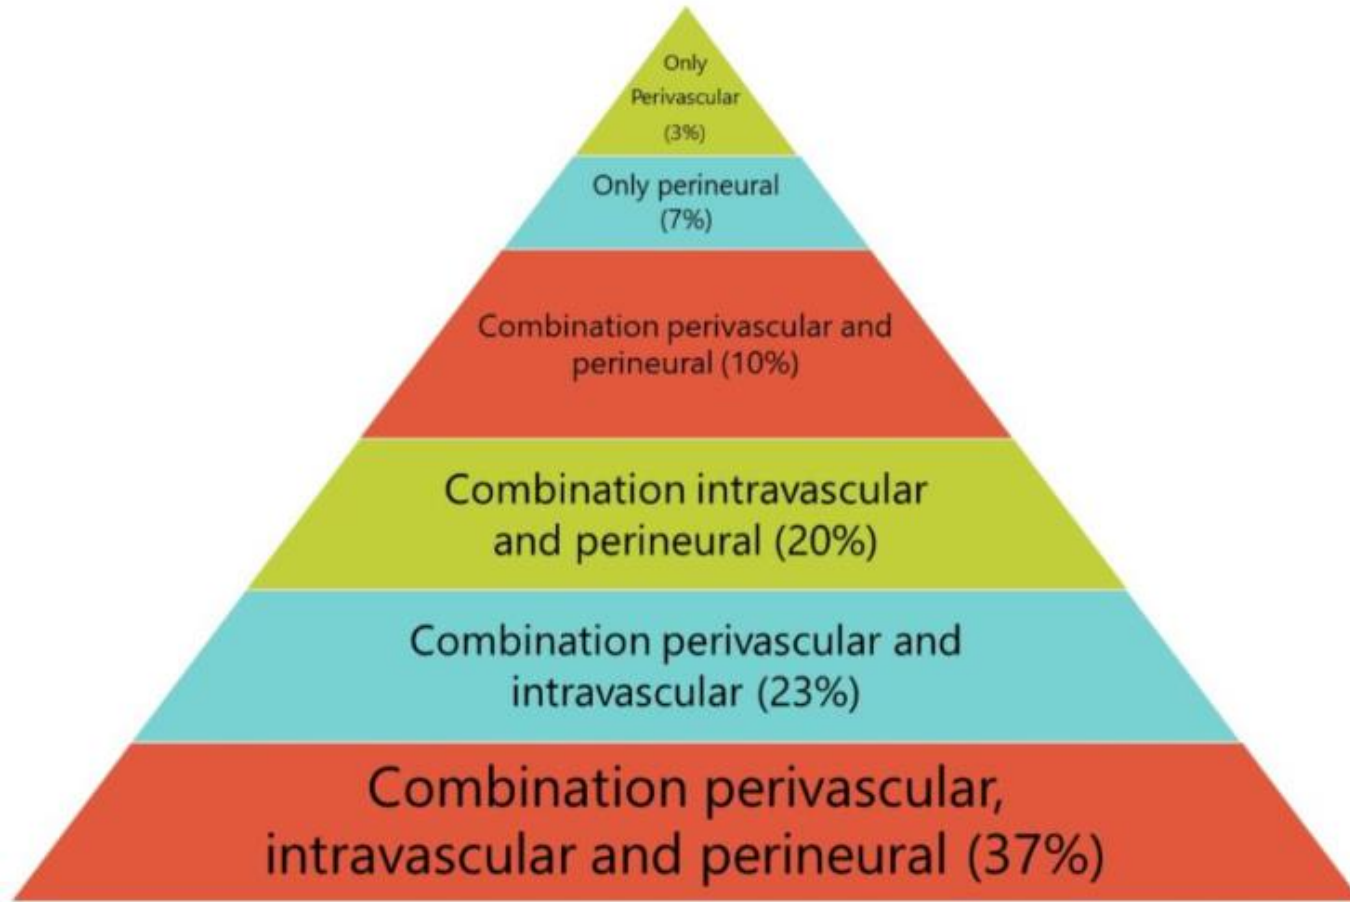 Only
Perivascular
(3%)
Only perineural
(7%)
Combination perivascular and
perineural (10%)
Combination intravascular
and perineural (20%)
Combination perivascular and
intravascular (23%)
Combination perivascular,
intravascular and perineural (37%)